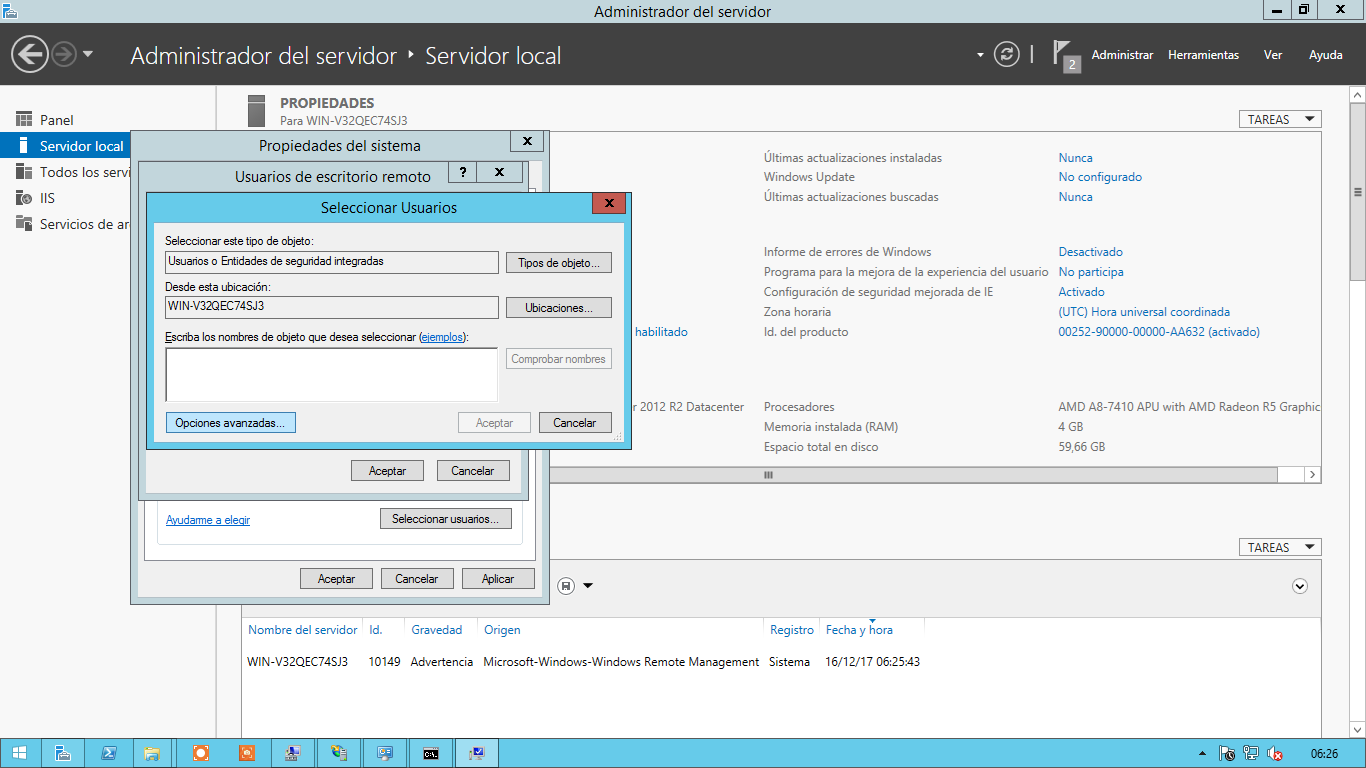 Administrador del servidor
Administrador del servidor ‣ Servidor local
2
Administrar Herramientas Ver Ayuda
Panel
Servidor local
Todos los servi
IIS
Servicios de ar
PROPIEDADES
Para WIN-V32QEC74SJ3
TAREAS
Propiedades del sistema
Usuarios de escritorio remoto
?
Seleccionar Usuarios
Seleccionar este tipo de objeto:
Usuarios o Entidades de seguridad integradas
Tipos de objeto...
Desde esta ubicación:
WIN-V32QEC74SJ3
Ubicaciones...
Escriba los nombres de objeto que desea seleccionar (ejemplos):
Comprobar nombres
Opciones avanzadas...
Aceptar
Cancelar
Aceptar
Cancelar
Ayudame a elegir
Seleccionar usuarios...
Aceptar
Cancelar
Aplicar
Últimas actualizaciones instaladas Nunca
Windows Update No configurado
Últimas actualizaciones buscadas Nunca
Informe de errores de Windows Desactivado
Programa para la mejora de la experiencia del usuario No participa
Configuración de seguridad mejorada de IE Activado
Zona horaria (UTC) Hora universal coordinada
habilitado Id. del producto 00252-90000-00000-AA632 (activado)
r 2012 R2 Datacenter Procesadores AMD A8-7410 APU with AMD Radeon R5 Graphic
Memoria instalada (RAM) 4 GB
Espacio total en disco 59,66 GB
TAREAS
Nombre del servidor Id. Gravedad Origen Registro Fecha y hora
WIN-V32QEC74SJ3 10149 Advertencia Microsoft-Windows-Windows Remote Management Sistema 16/12/17 06:25:43
C:\
06:26